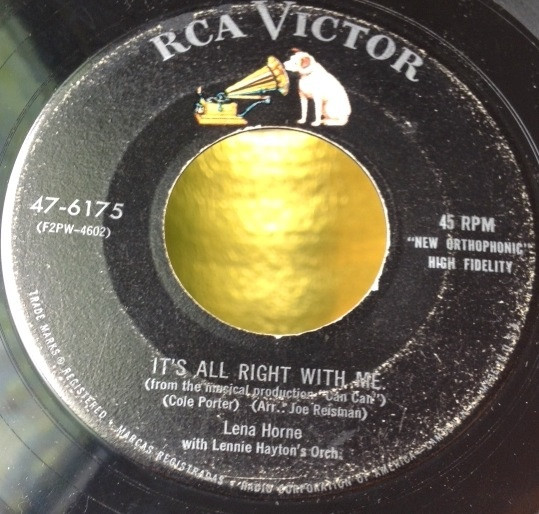 RCA VICTOR
47-6175
(F2PW-4602)
45 RPM
"NEW ORTHOPHONIC"
HIGH FIDELITY
IT'S ALL RIGHT WITH ME
(from the musical production "Can Can")
(Cole Porter) (Arr.: Joe Reisman)
Lena Horne
with Lennie Hayton's Orch.
TRADE MARKS ® REGISTERED • MARCAS REGISTRADAS • RADIO CORPORATION OF AMERICA